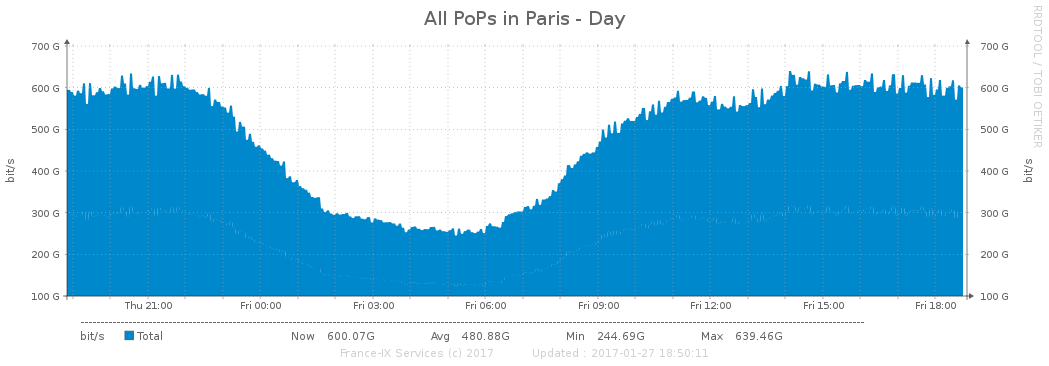 All PoPs in Paris - Day
RRDTOOL / TOBI OETIKER
700 G 700 G
600 G 600 G
500 G 500 G
400 G 400 G
300 G 300 G
200 G 200 G
100 G 100 G
bit/s bit/s
Thu 21:00 Fri 00:00 Fri 03:00 Fri 06:00 Fri 09:00 Fri 12:00 Fri 15:00 Fri 18:00
bit/s Total Now 600.07G Avg 480.88G Min 244.69G Max 639.46G
France-IX Services (c) 2017 Updated : 2017-01-27 18:50:11